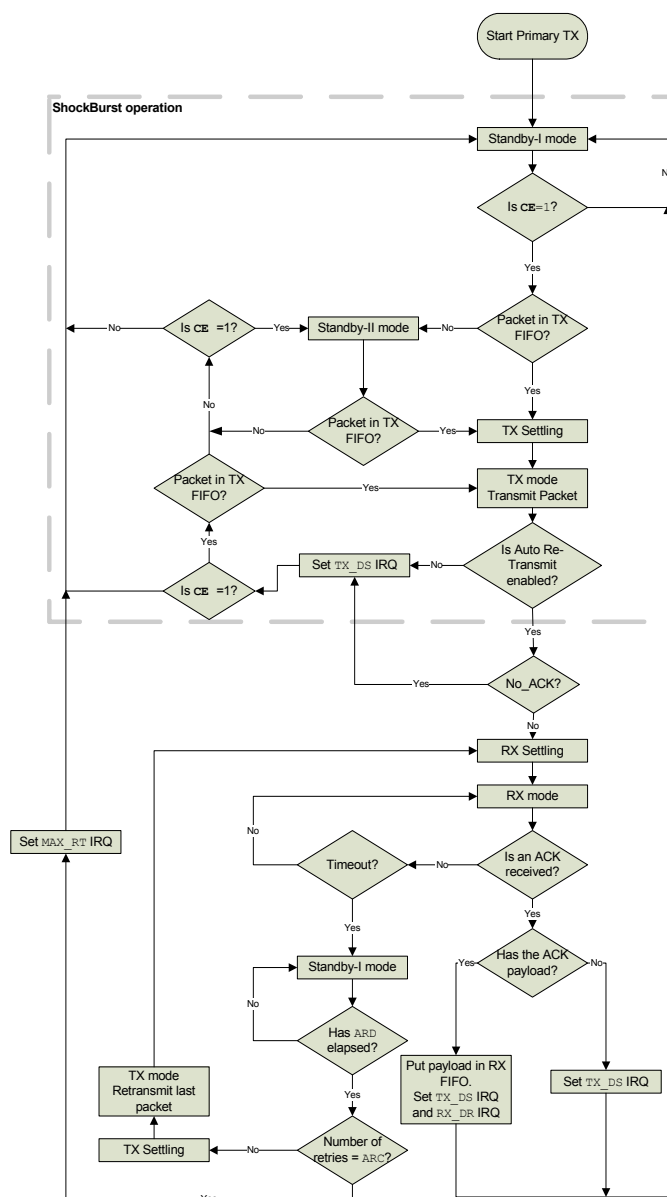 Start Primary TX
ShockBurst operation
Standby-I mode
Is CE=1?
Yes
Is CE =1?
No
Yes
Standby-II mode
No
Packet in TX
FIFO?
Yes
No
Packet in TX
FIFO?
No
Yes
TX Settling
Packet in TX
FIFO?
Yes
TX mode
Transmit Packet
Yes
Is CE =1?
Set TX_DS IRQ
No
Is Auto Re-
Transmit
enabled?
Yes
No_ACK?
Yes
No
RX Settling
RX mode
Set MAX_RT IRQ
No
Timeout?
No
Is an ACK
received?
Yes
Yes
Standby-I mode
Yes
Has the ACK
payload?
No
No
Has ARD
elapsed?
Yes
Put payload in RX
FIFO.
Set TX_DS IRQ
and RX_DR IRQ
Set TX_DS IRQ
TX mode
Retransmit last
packet
TX Settling
No
Number of
retries = ARC?
Yes